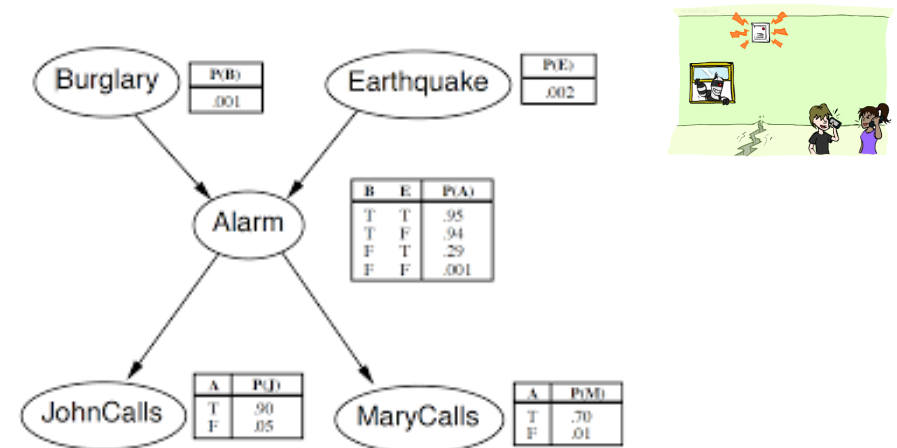 Burglary
P(B)
.001
Earthquake
P(E)
.002
Alarm
B E P(A)
T T .95
T F .94
F T .29
F F .001
JohnCalls
A P(J)
T .90
F .05
MaryCalls
A P(M)
T .70
F .01